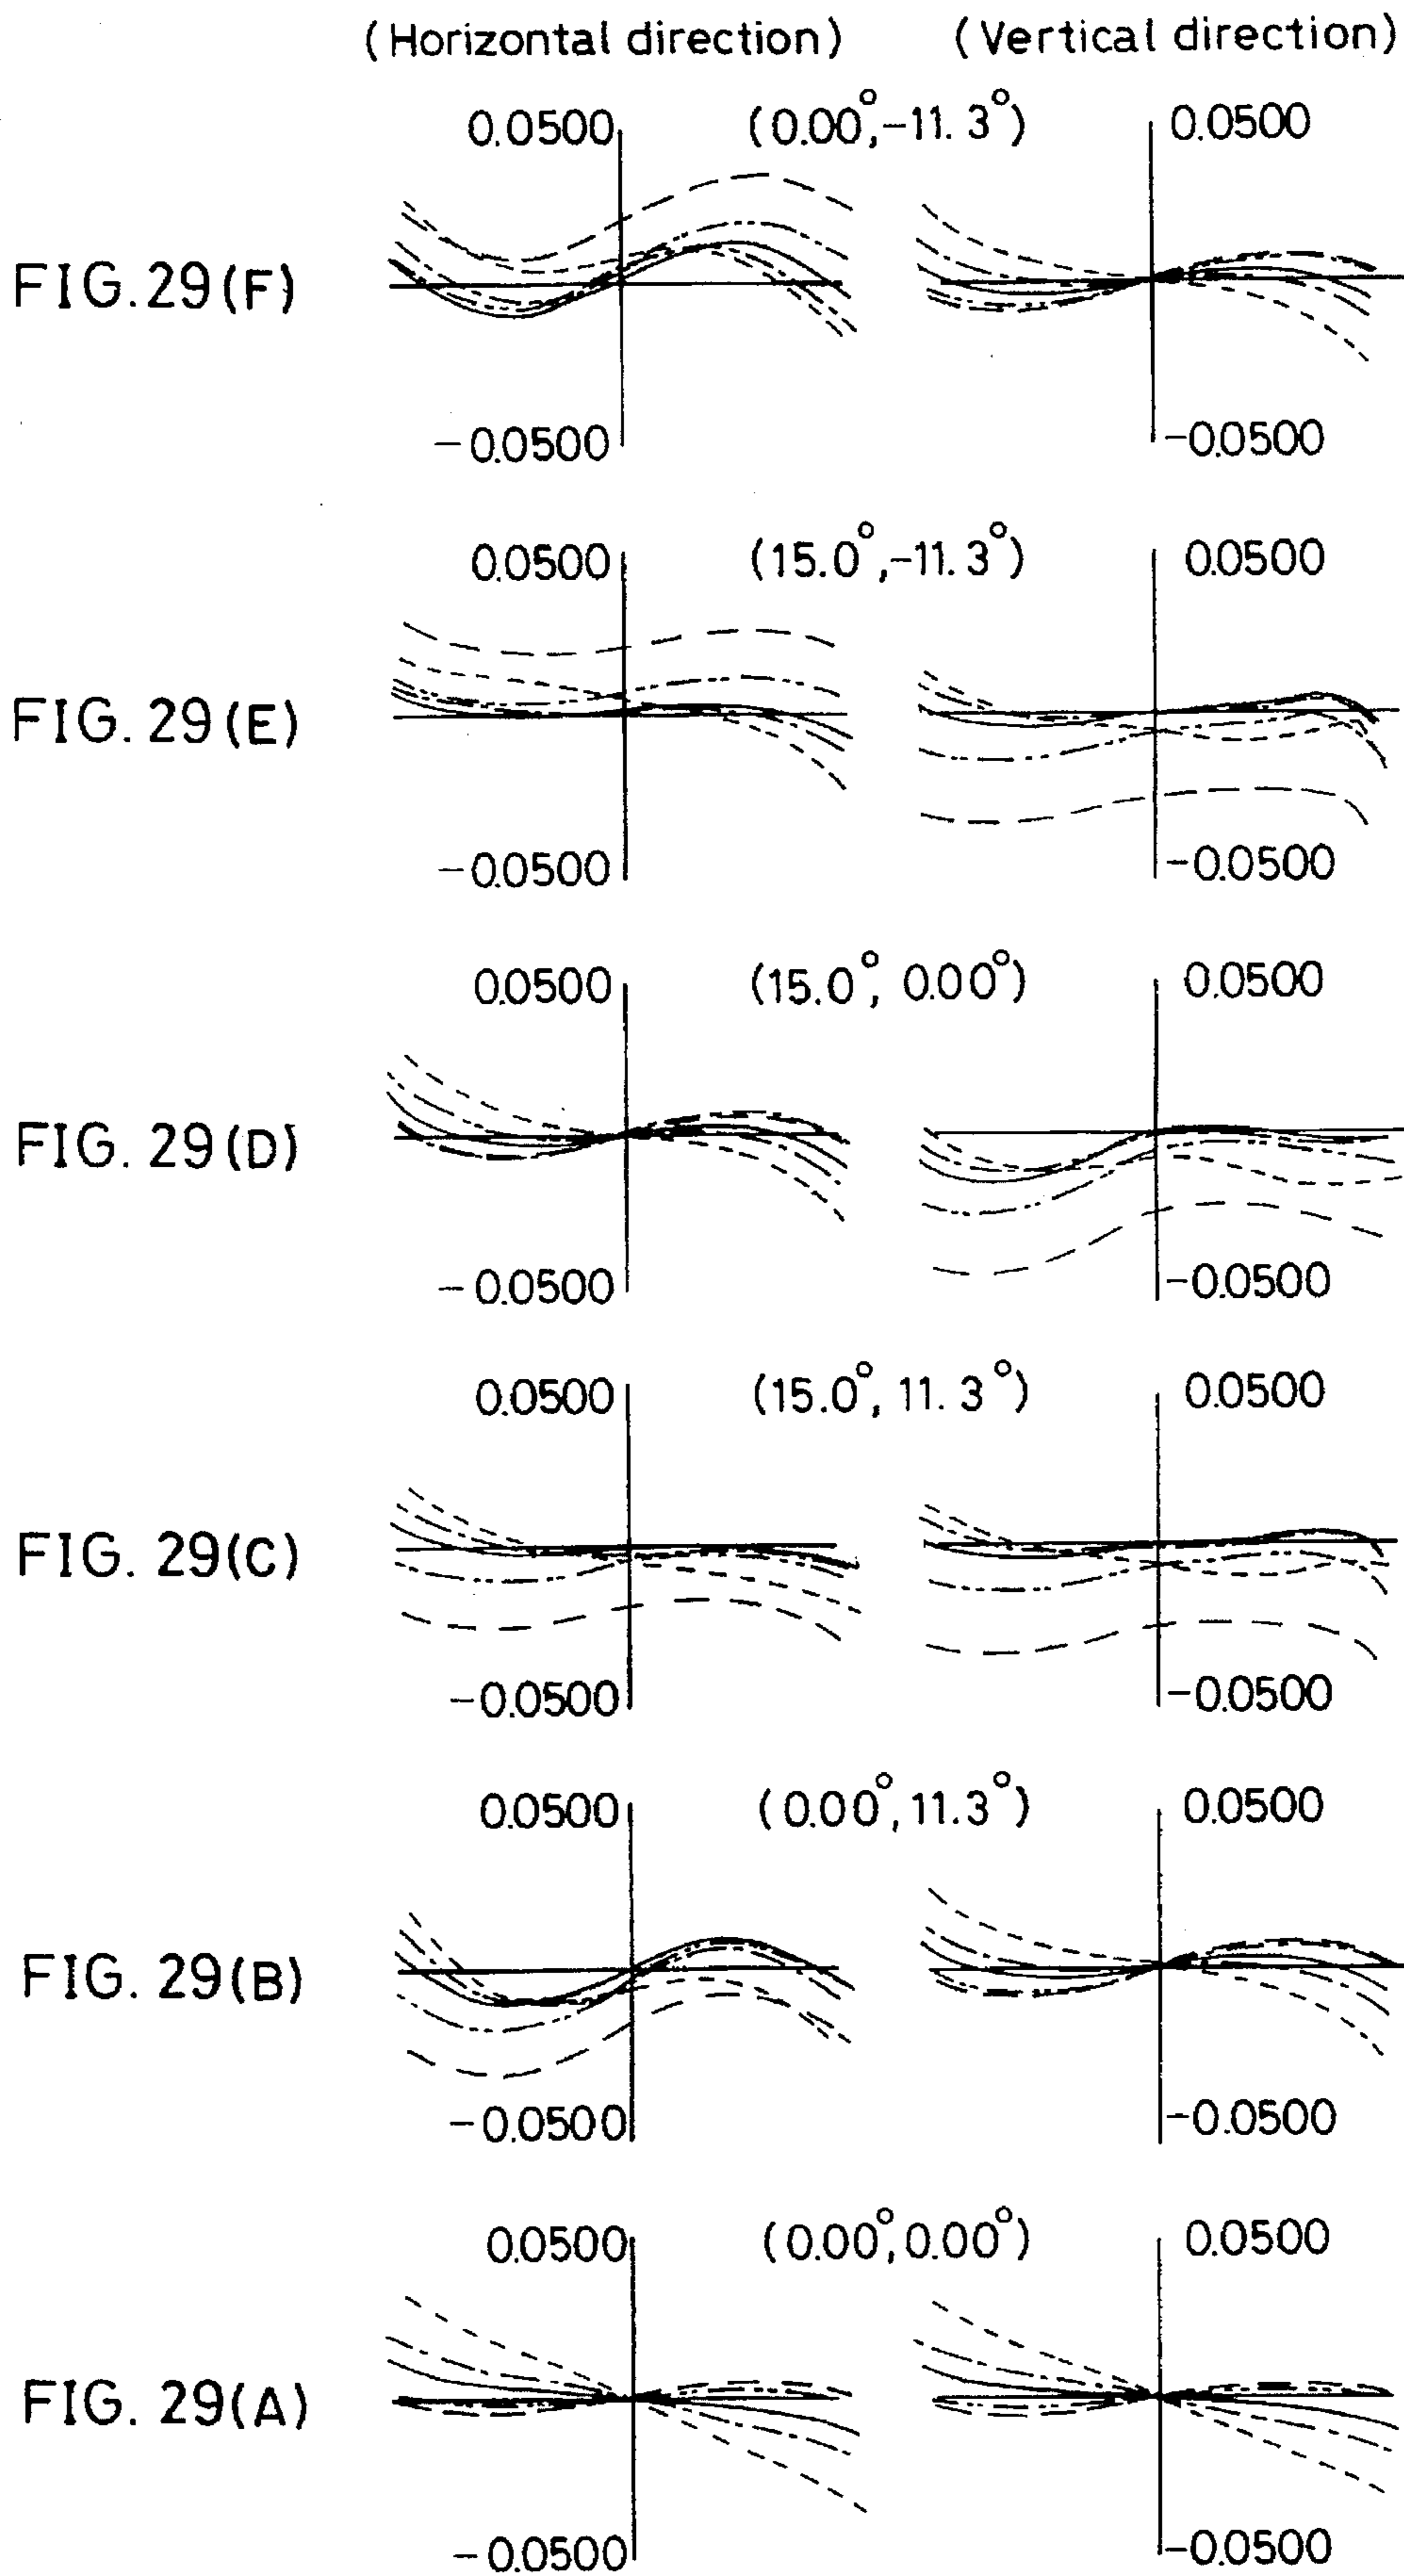 (Horizontal direction) (Vertical direction)
0.0500 (0.00°,-11.3°) 0.0500
FIG.29(F)
-0.0500 -0.0500
0.0500 (15.0°,-11.3°) 0.0500
FIG. 29(E)
-0.0500 -0.0500
0.0500 (15.0°, 0.00°) 0.0500
FIG. 29(D)
-0.0500 -0.0500
0.0500 (15.0°, 11.3°) 0.0500
FIG. 29(C)
-0.0500 -0.0500
0.0500 (0.00°, 11.3°) 0.0500
FIG. 29(B)
-0.0500 -0.0500
0.0500 (0.00°,0.00°) 0.0500
FIG. 29(A)
-0.0500 -0.0500